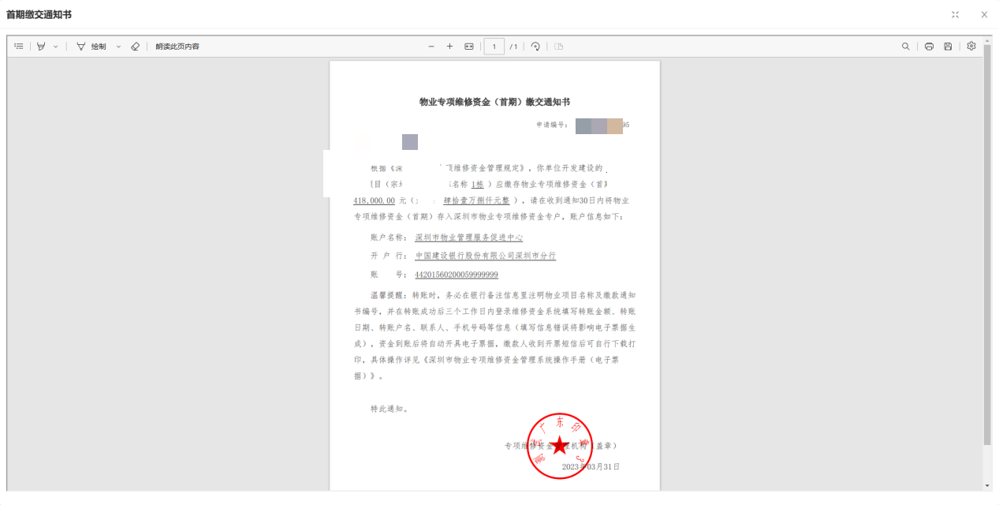 首期缴交通知书
绘制
朗读此页内容
1 / 1
物业专项维修资金（首期）缴交通知书
申请编号： 95
根据《深 项维修资金管理规定》，你单位开发建设的
项目（宗 名称 1栋 ）应缴存物业专项维修资金（首
418,000.00 元（ 肆拾壹万捌仟元整 ），请在收到通知30日内将物业
专项维修资金（首期）存入深圳市物业专项维修资金专户，账户信息如下：
账户名称： 深圳市物业管理服务促进中心
开 户 行： 中国建设银行股份有限公司深圳市分行
账 号： 44201560200059999999
温馨提醒：转账时，务必在银行备注信息里注明物业项目名称及缴款通知
书编号，并在转账成功后三个工作日内登录维修资金系统填写转账金额、转账
日期、转账户名、联系人、手机号码等信息（填写信息错误将影响电子票据生
成），资金到账后将自动开具电子票据，缴款人收到开票短信后可自行下载打
印，具体操作详见《深圳市物业专项维修资金管理系统操作手册（电子票
据）》。
特此通知。
广东印章
专项维修资金管理机构（盖章）
2023年03月31日